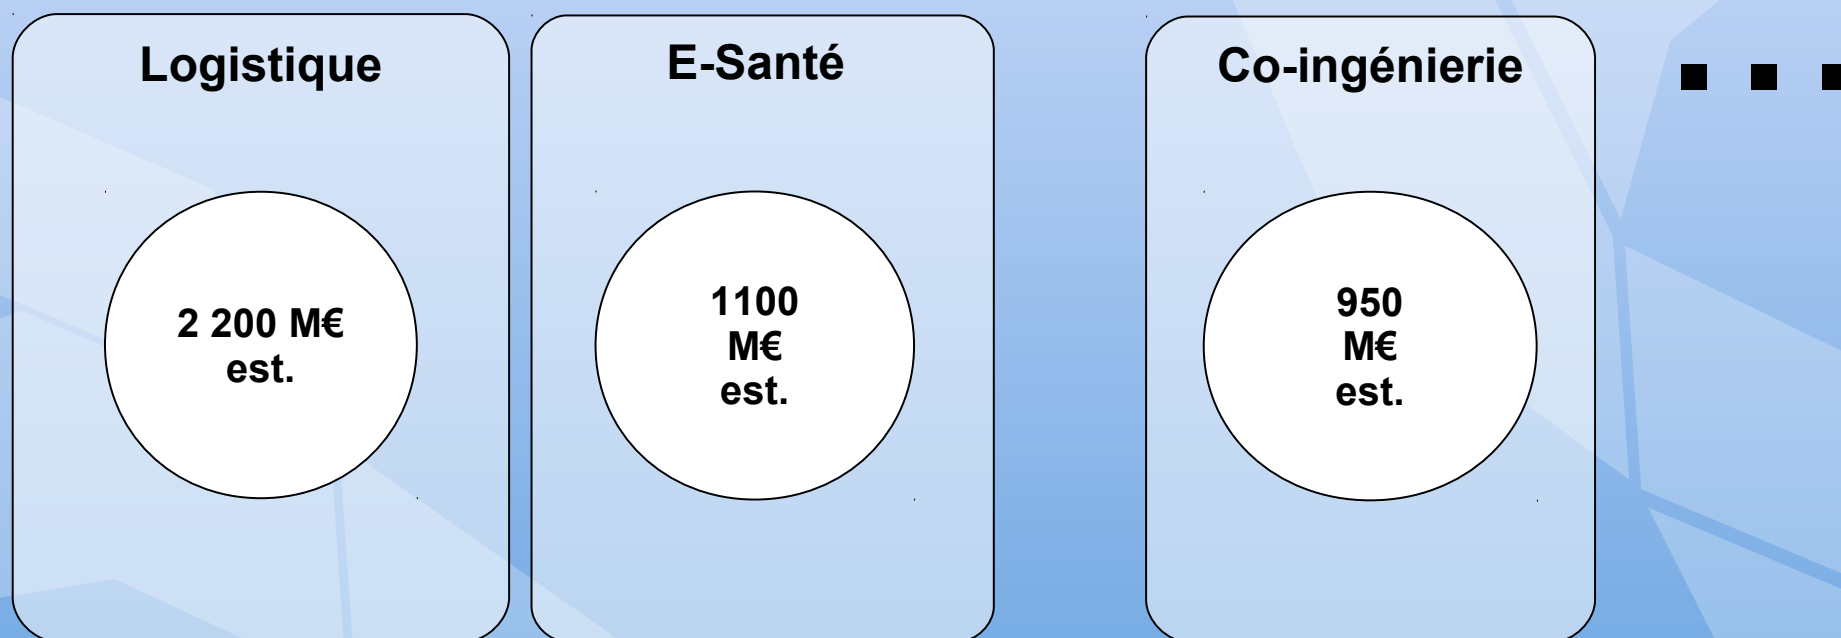 Logistique
2 200 M€
est.
E-Santé
1100
M€
est.
Co-ingénierie
950
M€
est.